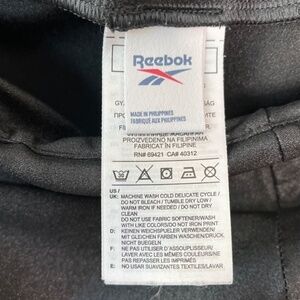 Reebok
MADE IN PHILIPPINES
FABRIQUÉ AUX PHILIPPINES
PROIZVEDENO NA FILIPINIMA
FABRICAT ÎN FILIPINE
RN# 69421 CA# 40312
US /
UK: MACHINE WASH COLD DELICATE CYCLE /
DO NOT BLEACH / TUMBLE DRY LOW /
WARM IRON IF NEEDED / DO NOT DRY
CLEAN
DO NOT USE FABRIC SOFTENER/WASH
WITH LIKE COLORS/DO NOT IRON PRINT
D: KEINEN WEICHSPÜLER VERWENDEN/
MIT GLEICHEN FARBEN WASCHEN/DRUCK
NICHT BÜGELN
F: NE PAS UTILISER D'ASSOUPLISSEUR/
LAVER AVEC LES MÊMES COULEURS/NE
PAS REPASSER LES IMPRIMÉS
E: NO USAR SUAVIZANTES TEXTILES/LAVAR